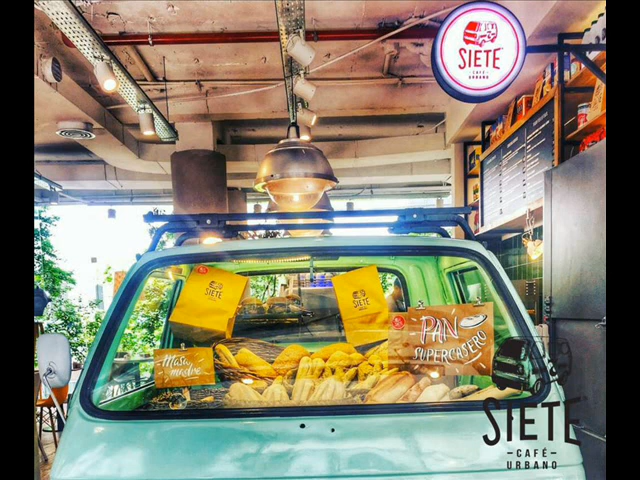 SIETE
CAFÉ
URBANO
SIETE
SIETE
PAN
SUPERCASERO
Masa
madre
SIETE
—CAFÉ—
URBANO